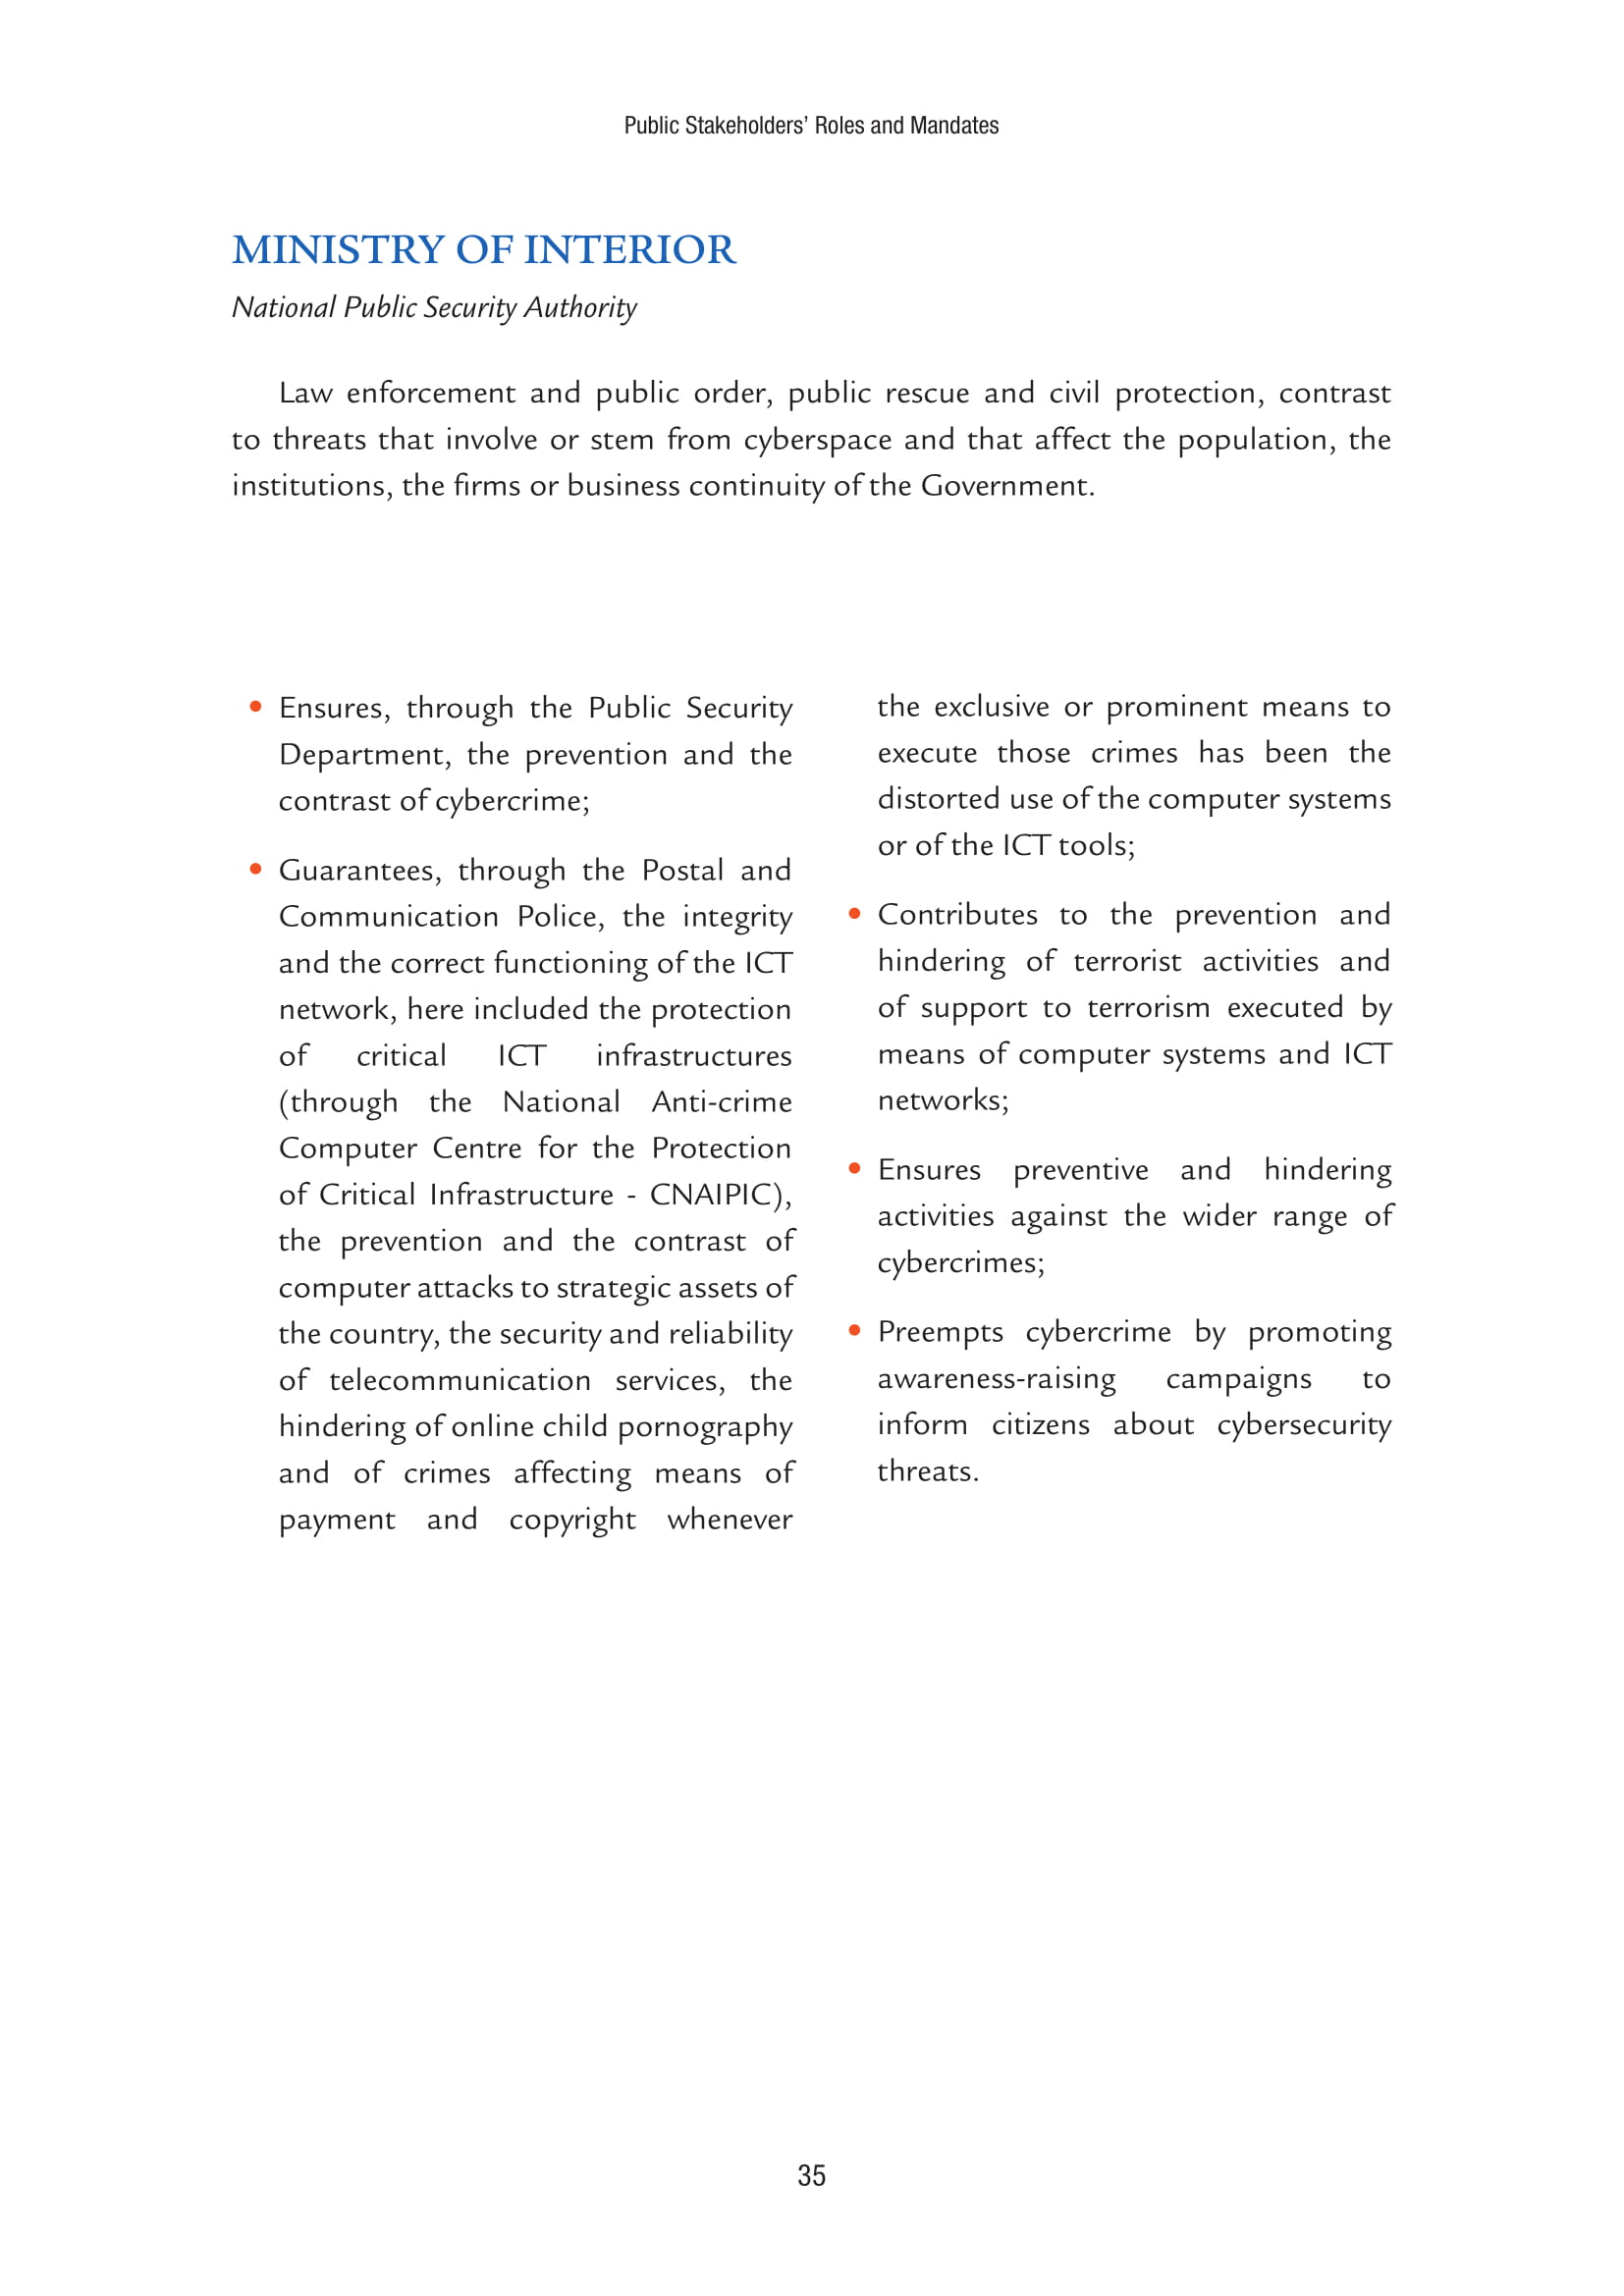 Public Stakeholders’ Roles and Mandates
MINISTRY OF INTERIOR
National Public Security Authority
Law enforcement and public order, public rescue and civil protection, contrast
to threats that involve or stem from cyberspace and that affect the population, the
institutions, the firms or business continuity of the Government.
• Ensures, through the Public Security
Department, the prevention and the
contrast of cybercrime;
• Guarantees, through the Postal and
Communication Police, the integrity
and the correct functioning of the ICT
network, here included the protection
of critical ICT infrastructures
(through the National Anti-crime
Computer Centre for the Protection
of Critical Infrastructure - CNAIPIC),
the prevention and the contrast of
computer attacks to strategic assets of
the country, the security and reliability
of telecommunication services, the
hindering of online child pornography
and of crimes affecting means of
payment and copyright whenever
the exclusive or prominent means to
execute those crimes has been the
distorted use of the computer systems
or of the ICT tools;
• Contributes to the prevention and
hindering of terrorist activities and
of support to terrorism executed by
means of computer systems and ICT
networks;
• Ensures preventive and hindering
activities against the wider range of
cybercrimes;
• Preempts cybercrime by promoting
awareness-raising campaigns to
inform citizens about cybersecurity
threats.
35